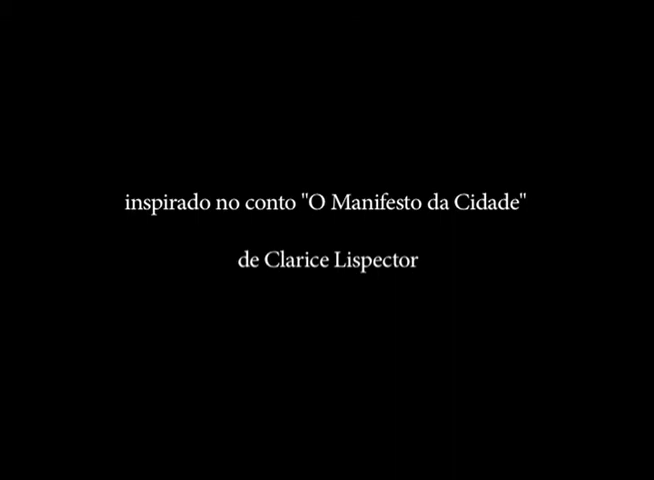 inspirado no conto "O Manifesto da Cidade"
de Clarice Lispector